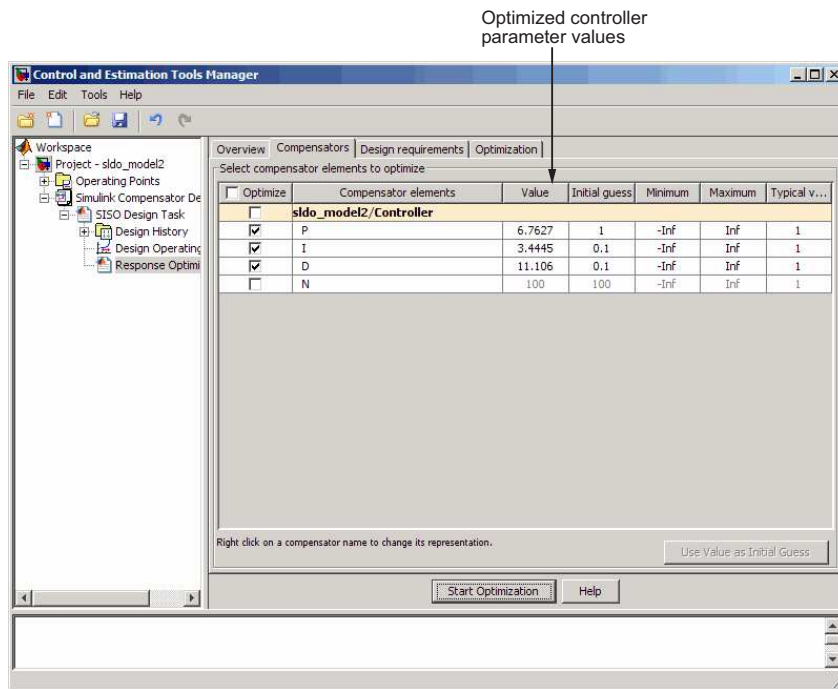 Optimized controller
parameter values
Control and Estimation Tools Manager
File Edit Tools Help
Workspace
Project - sldo_model2
Operating Points
Simulink Compensator De
SISO Design Task
Design History
Design Operating
Response Optimi
Overview Compensators Design requirements Optimization
Select compensator elements to optimize
Optimize Compensator elements Value Initial guess Minimum Maximum Typical v...
sldo_model2/Controller
P 6.7627 1 -Inf Inf 1
I 3.4445 0.1 -Inf Inf 1
D 11.106 0.1 -Inf Inf 1
N 100 100 -Inf Inf 1
Right click on a compensator name to change its representation.
Use Value as Initial Guess
Start Optimization Help